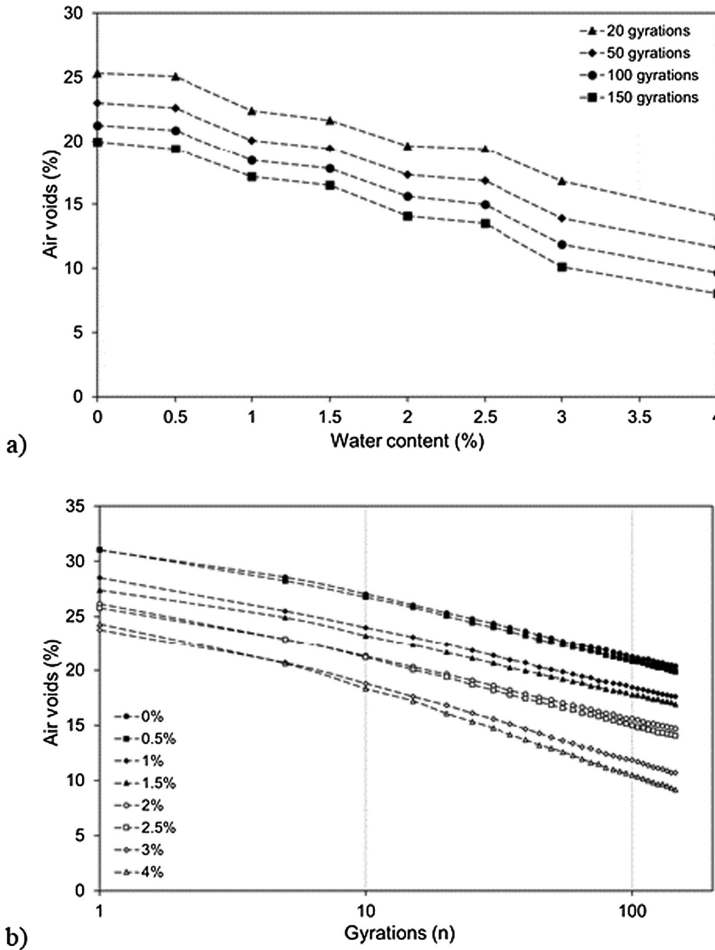 30
25
20
15
10
5
0
Air voids (%)
20 gyrations
50 gyrations
100 gyrations
150 gyrations
0 0.5 1 1.5 2 2.5 3 3.5 4
Water content (%)
a)
35
30
25
20
15
10
5
0
Air voids (%)
0%
0.5%
1%
1.5%
2%
2.5%
3%
4%
1 10 100
Gyrations (n)
b)